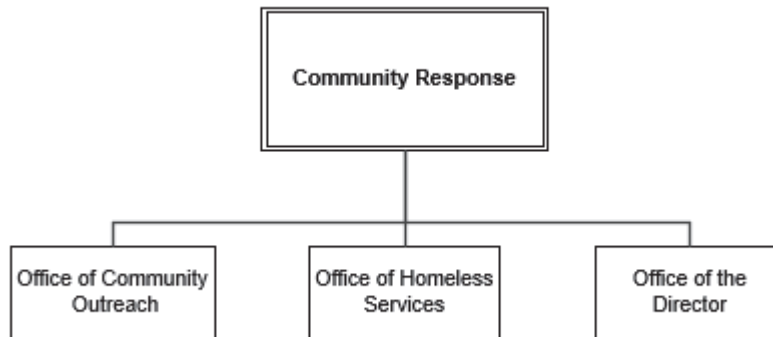 Community Response
Office of Community
Outreach
Office of Homeless
Services
Office of the
Director